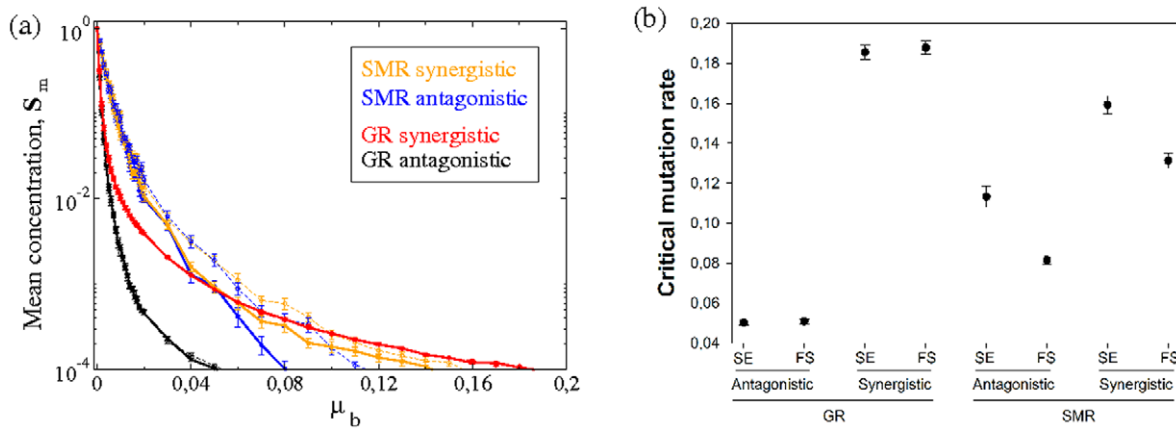 (a)
10^0
10^-2
10^-4
Mean concentration, S_m
SMR synergistic
SMR antagonistic
GR synergistic
GR antagonistic
0 0,04 0,08 0,12 0,16 0,2
μ_b
(b)
Critical mutation rate
0,20
0,18
0,16
0,14
0,12
0,10
0,08
0,06
0,04
SE FS SE FS SE FS SE FS
Antagonistic Synergistic Antagonistic Synergistic
GR SMR